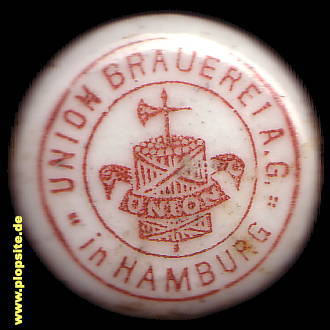 UNION BRAUEREI A.G.
UNION
" in HAMBURG "
www.plopsite.de